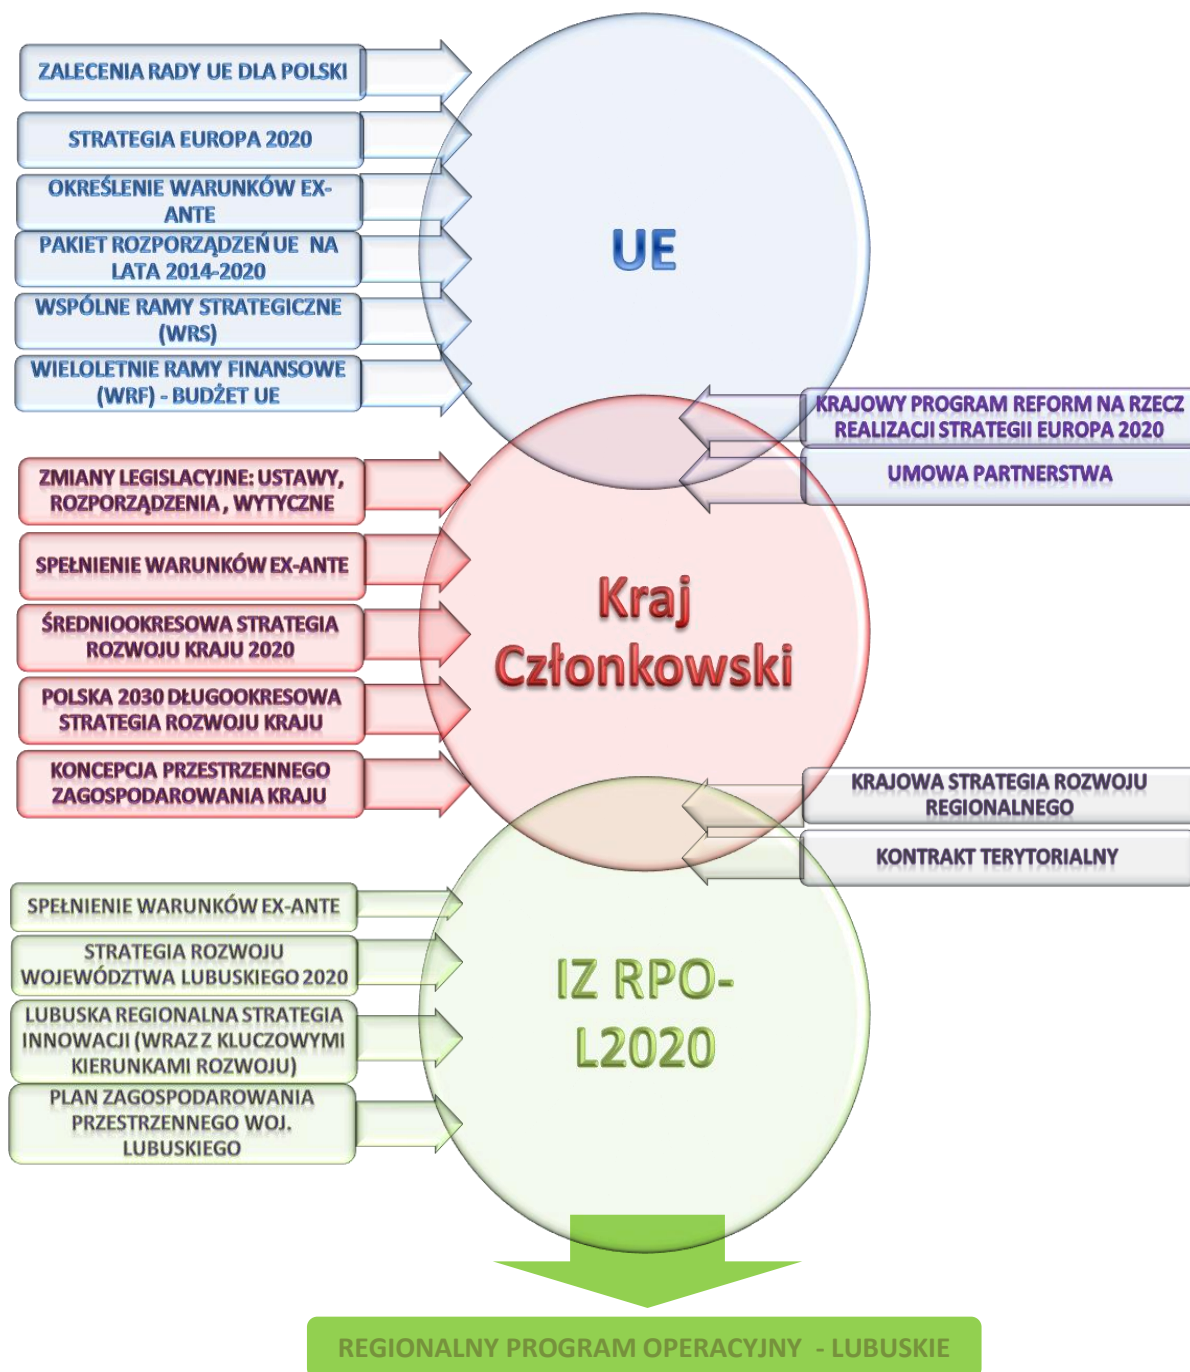 ZALECENIA RADY UE DLA POLSKI
STRATEGIA EUROPA 2020
OKREŚLENIE WARUNKÓW EX-
ANTE
PAKIET ROZPORZĄDZEŃ UE NA
LATA 2014-2020
WSPÓLNE RAMY STRATEGICZNE
(WRS)
WIELOLETNIE RAMY FINANSOWE
(WRF) - BUDŻET UE
UE
KRAJOWY PROGRAM REFORM NA RZECZ
REALIZACJI STRATEGII EUROPA 2020
UMOWA PARTNERSTWA
ZMIANY LEGISLACYJNE: USTAWY,
ROZPORZĄDZENIA , WYTYCZNE
SPEŁNIENIE WARUNKÓW EX-ANTE
ŚREDNIOOKRESOWA STRATEGIA
ROZWOJU KRAJU 2020
POLSKA 2030 DŁUGOOKRESOWA
STRATEGIA ROZWOJU KRAJU
KONCEPCJA PRZESTRZENNEGO
ZAGOSPODAROWANIA KRAJU
Kraj
Członkowski
KRAJOWA STRATEGIA ROZWOJU
REGIONALNEGO
KONTRAKT TERYTORIALNY
SPEŁNIENIE WARUNKÓW EX-ANTE
STRATEGIA ROZWOJU
WOJEWÓDZTWA LUBUSKIEGO 2020
LUBUSKA REGIONALNA STRATEGIA
INNOWACJI (WRAZ Z KLUCZOWYMI
KIERUNKAMI ROZWOJU)
PLAN ZAGOSPODAROWANIA
PRZESTRZENNEGO WOJ.
LUBUSKIEGO
IZ RPO-
L2020
REGIONALNY PROGRAM OPERACYJNY - LUBUSKIE